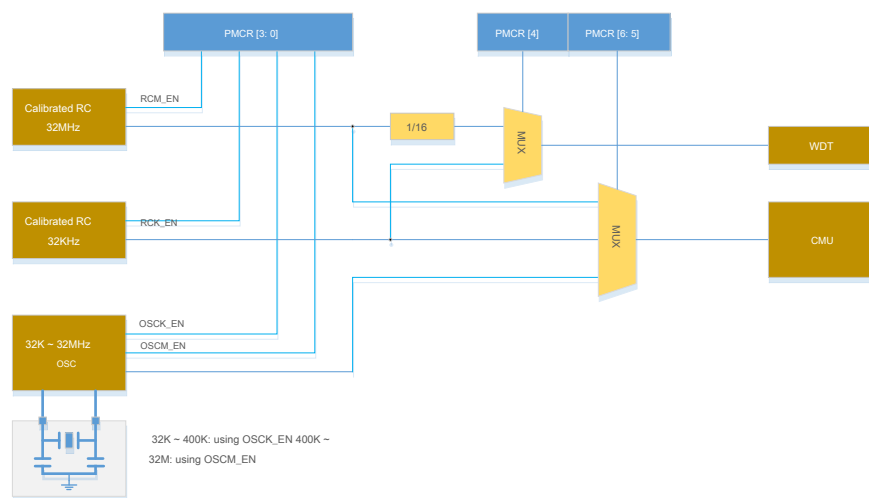 PMCR [3: 0]
PMCR [4]
PMCR [6: 5]
Calibrated RC
32MHz
RCM_EN
1/16
MUX
WDT
Calibrated RC
32KHz
RCK_EN
MUX
CMU
32K ~ 32MHz
OSC
OSCK_EN
OSCM_EN
32K ~ 400K: using OSCK_EN 400K ~
32M: using OSCM_EN